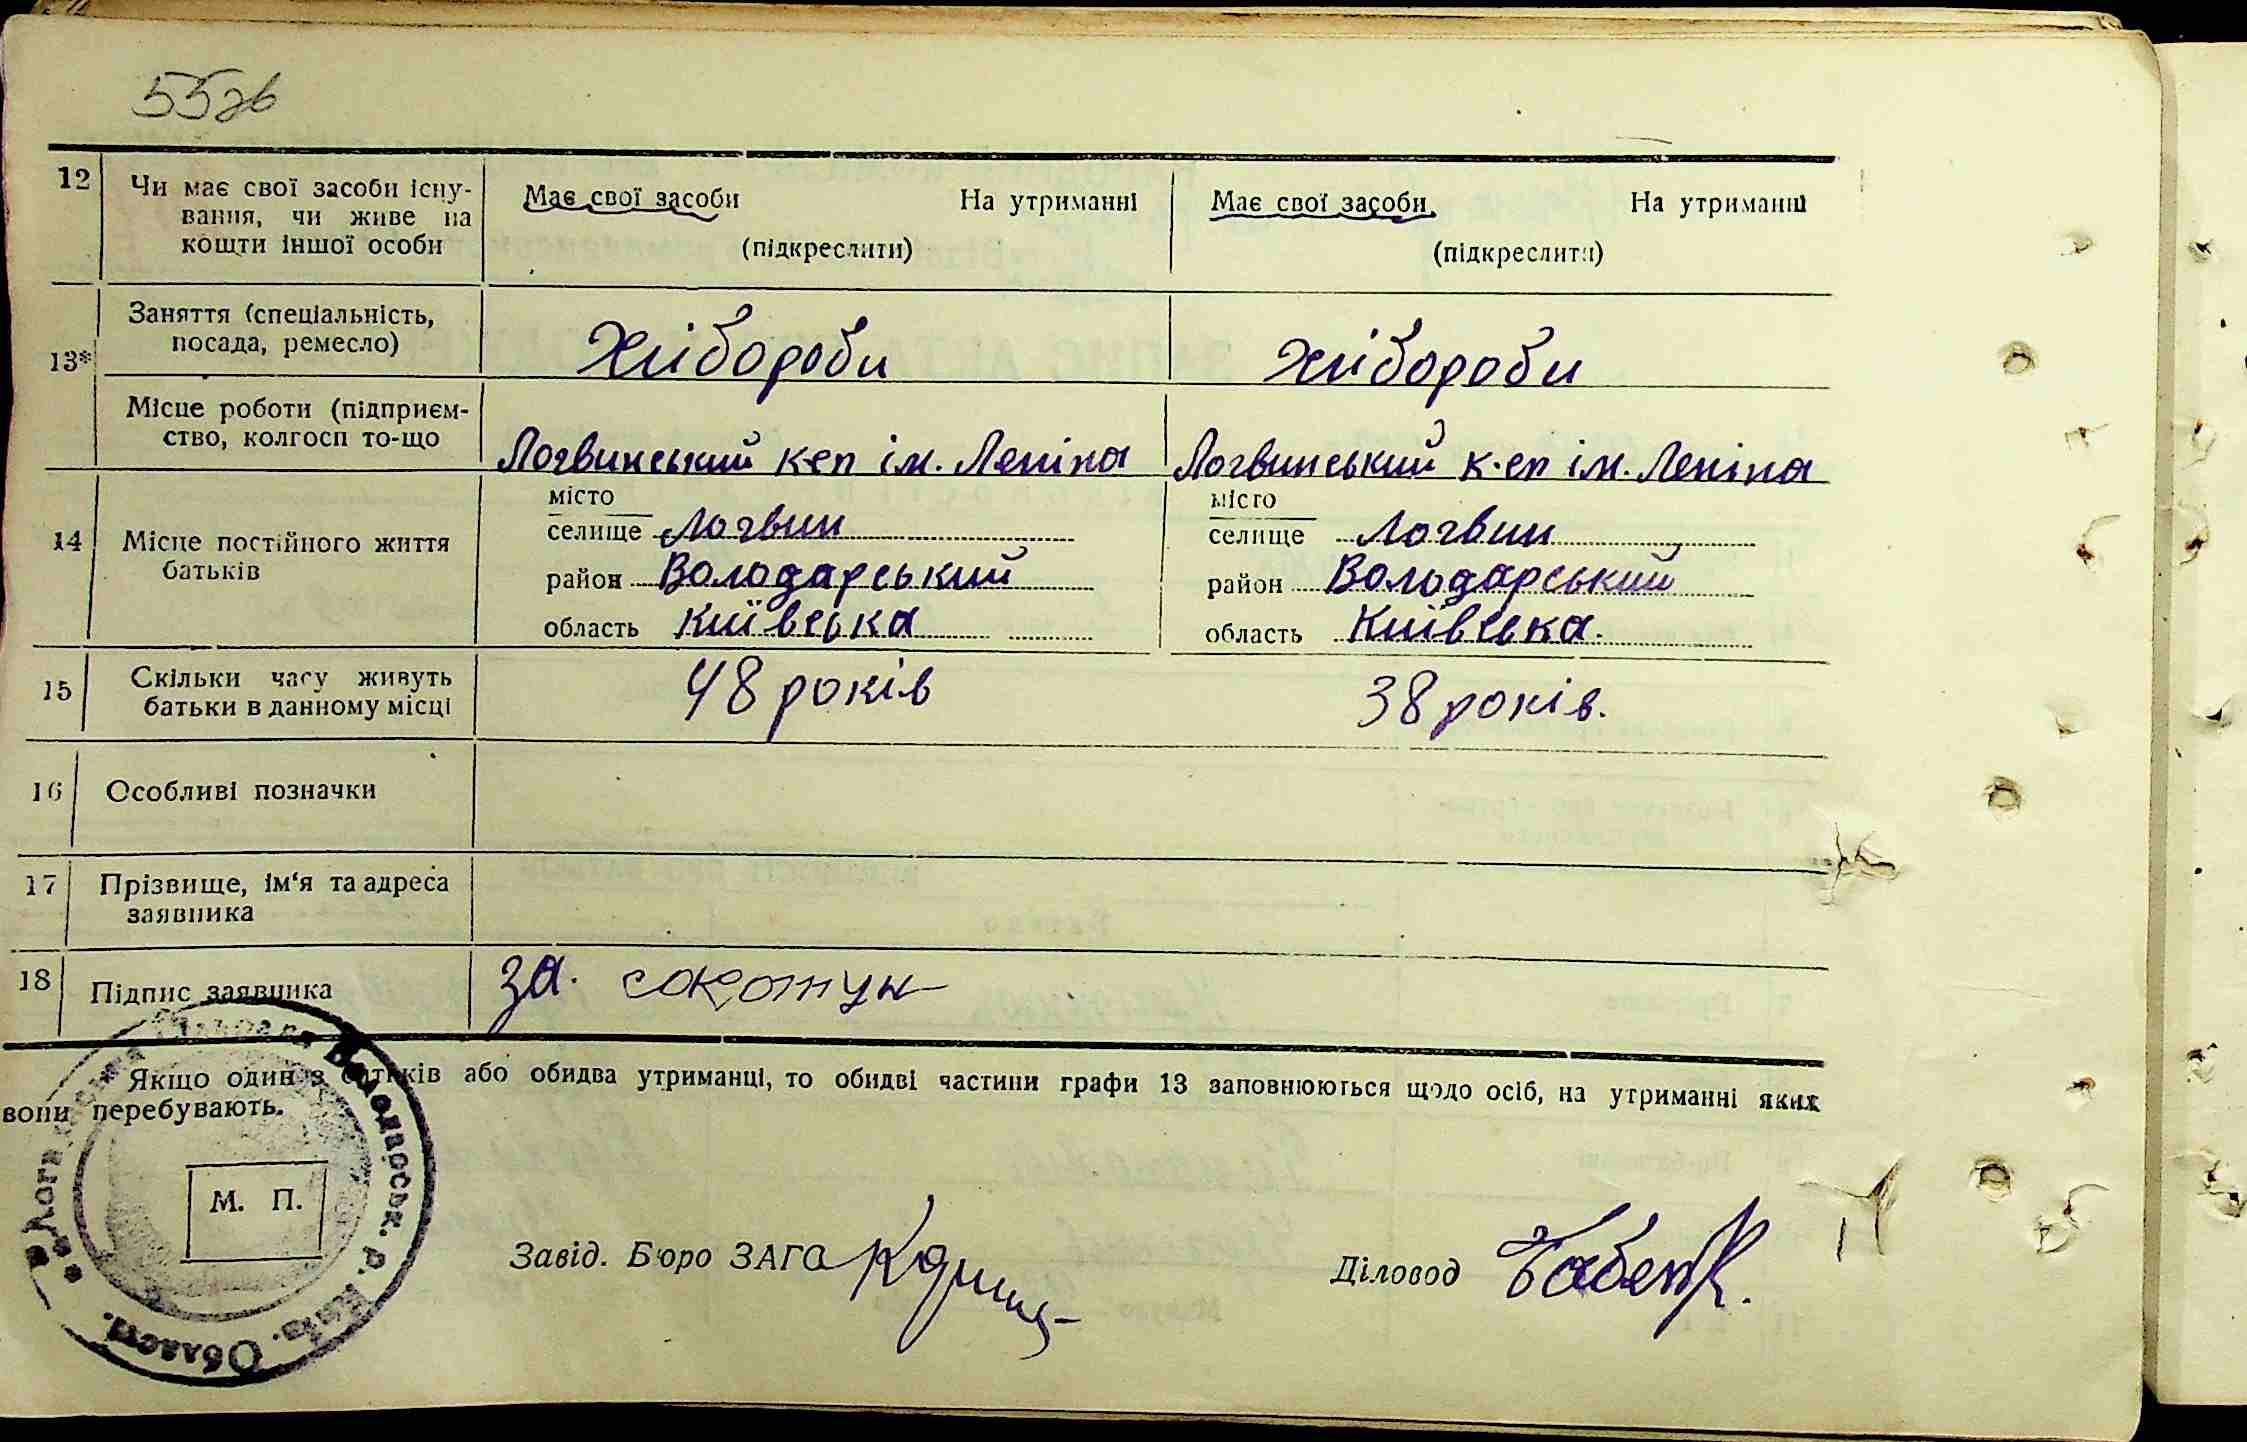 55зв
12 Чи має свої засоби існу-
вання, чи живе на
кошти іншої особи
Має свої засоби На утриманні
(підкреслити)
Має свої засоби На утриманні
(підкреслити)
13* Заняття (спеціальність,
посада, ремесло)
Хлібороби Хлібороби
Місце роботи (підприєм-
ство, колгосп то-що
Логвинський ксп ім. Леніна Логвинський к.сп ім. Леніна
14 Місце постійного життя
батьків
місто
селище Логвин
район Володарський
область Київська
місто
селище Логвин
район Володарський
область Київська.
15 Скільки часу живуть
батьки в данному місці
48 років 38 років.
16 Особливі позначки
17 Прізвище, ім‘я та адреса
заявника
18 Підпис заявника
за.
* Якщо один з батьків або обидва утриманці, то обидві частини графи 13 заповнюються щодо осіб, на утриманні яких
вони перебувають.
Володарськ. р. Київ. Області.
М. П.
Завід. Бюро ЗАГС
Діловод